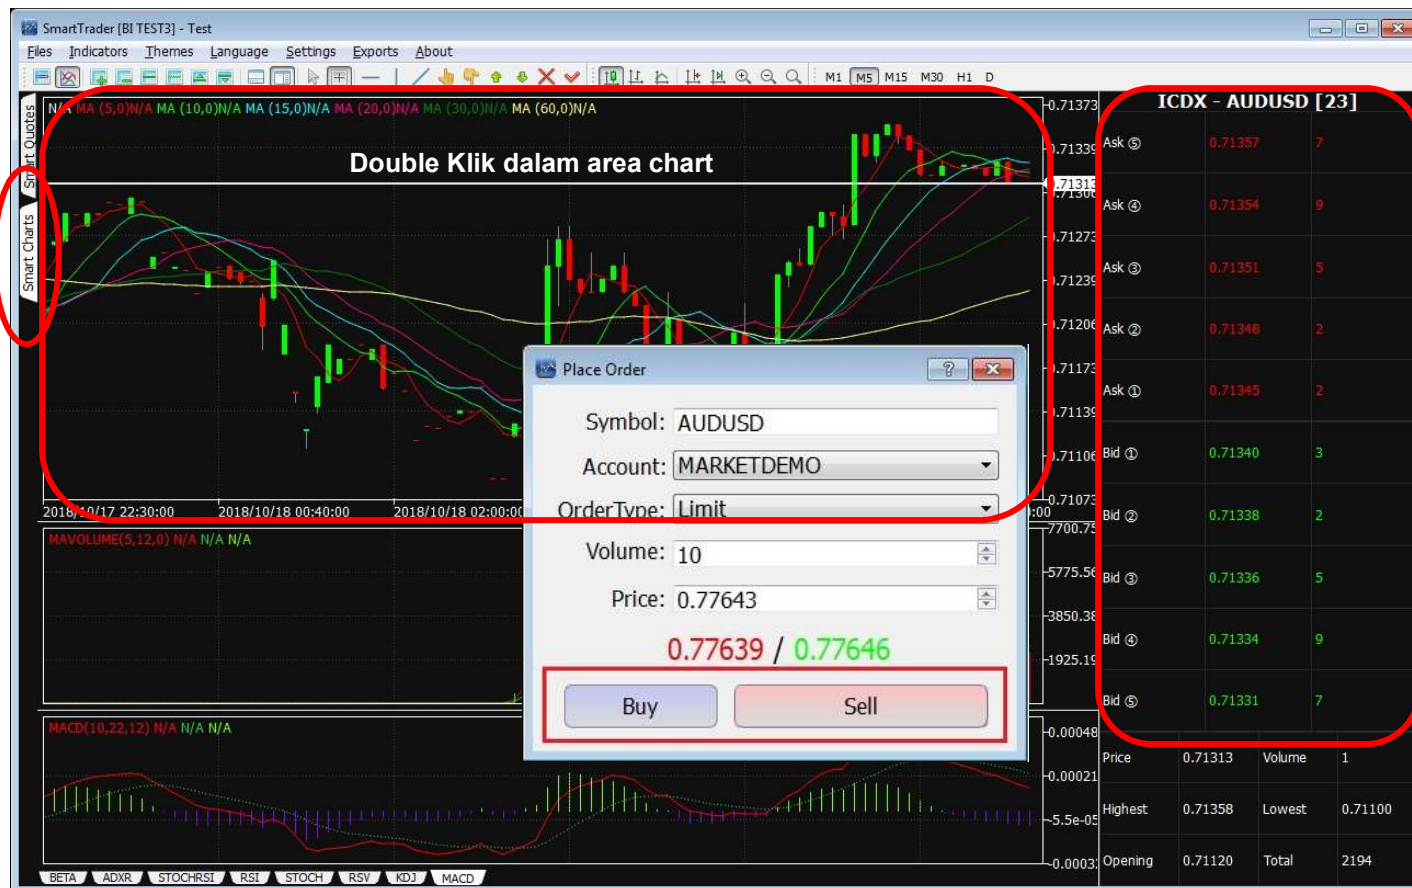 SmartTrader [BI TEST3] - Test
Files Indicators Themes Language Settings Exports About
M1 M5 M15 M30 H1 D
Smart Quotes
Smart Charts
N/A MA (5,0)N/A MA (10,0)N/A MA (15,0)N/A MA (20,0)N/A MA (30,0)N/A MA (60,0)N/A
Double Klik dalam area chart
0.71373
0.71339
0.71313
0.71306
0.71273
0.71239
0.71206
0.71173
0.71139
0.71106
0.71073
2018/10/17 22:30:00 2018/10/18 00:40:00 2018/10/18 02:00:00 :00
MAVOLUME(5,12,0) N/A N/A N/A
7700.75
5775.56
3850.38
1925.19
MACD(10,22,12) N/A N/A N/A
0.00048
0.00021
-5.5e-05
-0.0003
BETA ADXR STOCHRSI RSI STOCH RSV KDJ MACD
Place Order
Symbol: AUDUSD
Account: MARKETDEMO
OrderType: Limit
Volume: 10
Price: 0.77643
0.77639 / 0.77646
Buy Sell
ICDX - AUDUSD [23]
Ask ⑤ 0.71357 7
Ask ④ 0.71354 9
Ask ③ 0.71351 5
Ask ② 0.71348 2
Ask ① 0.71345 2
Bid ① 0.71340 3
Bid ② 0.71338 2
Bid ③ 0.71336 5
Bid ④ 0.71334 9
Bid ⑤ 0.71331 7
Price 0.71313 Volume 1
Highest 0.71358 Lowest 0.71100
Opening 0.71120 Total 2194